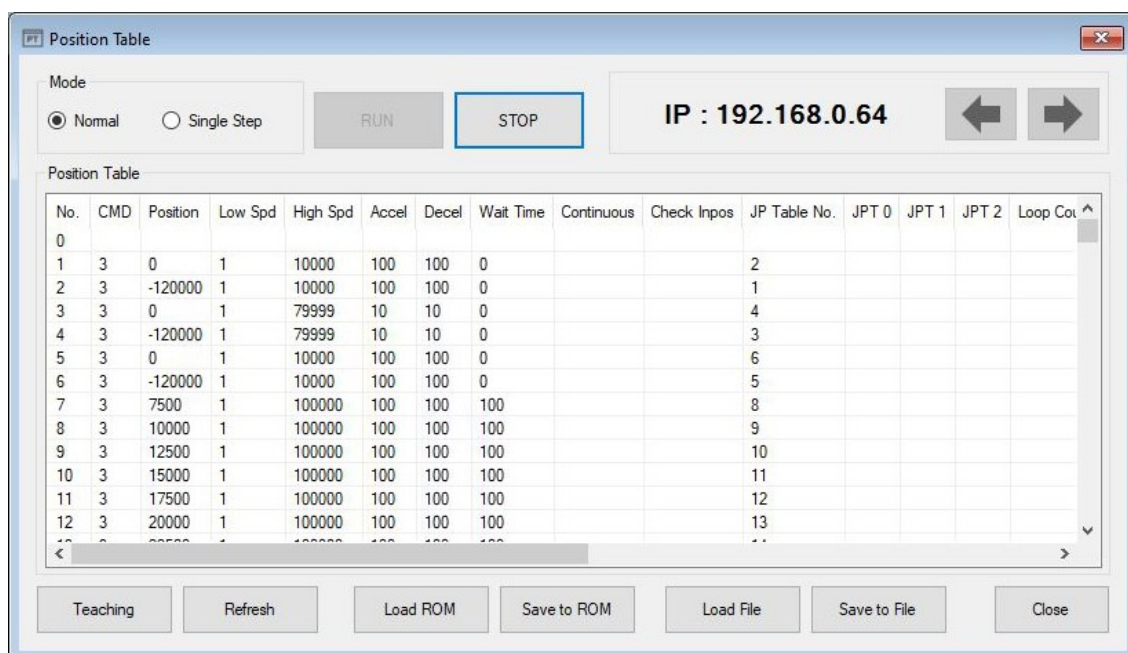 PT Position Table
Mode
Normal Single Step RUN STOP IP : 192.168.0.64
Position Table
No. CMD Position Low Spd High Spd Accel Decel Wait Time Continuous Check Inpos JP Table No. JPT 0 JPT 1 JPT 2 Loop Cou
0
1 3 0 1 10000 100 100 0 2
2 3 -120000 1 10000 100 100 0 1
3 3 0 1 79999 10 10 0 4
4 3 -120000 1 79999 10 10 0 3
5 3 0 1 10000 100 100 0 6
6 3 -120000 1 10000 100 100 0 5
7 3 7500 1 100000 100 100 100 8
8 3 10000 1 100000 100 100 100 9
9 3 12500 1 100000 100 100 100 10
10 3 15000 1 100000 100 100 100 11
11 3 17500 1 100000 100 100 100 12
12 3 20000 1 100000 100 100 100 13
Teaching Refresh Load ROM Save to ROM Load File Save to File Close